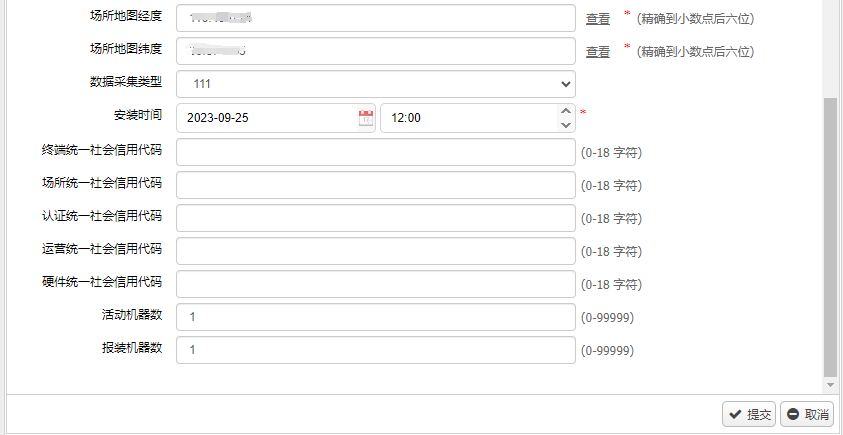 场所地图经度 查看 * (精确到小数点后六位)
场所地图纬度 查看 * (精确到小数点后六位)
数据采集类型 111
安装时间 2023-09-25 12:00 *
终端统一社会信用代码 (0-18 字符)
场所统一社会信用代码 (0-18 字符)
认证统一社会信用代码 (0-18 字符)
运营统一社会信用代码 (0-18 字符)
硬件统一社会信用代码 (0-18 字符)
活动机器数 1 (0-99999)
报装机器数 1 (0-99999)
提交 取消